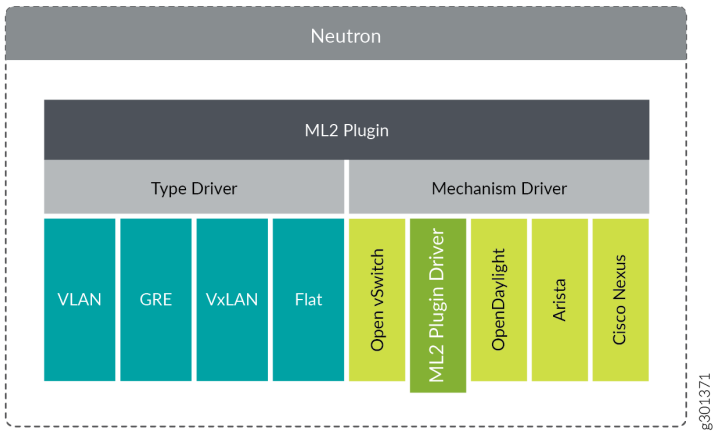 Neutron
ML2 Plugin
Type Driver
Mechanism Driver
VLAN
GRE
VxLAN
Flat
Open vSwitch
ML2 Plugin Driver
OpenDaylight
Arista
Cisco Nexus
g301371